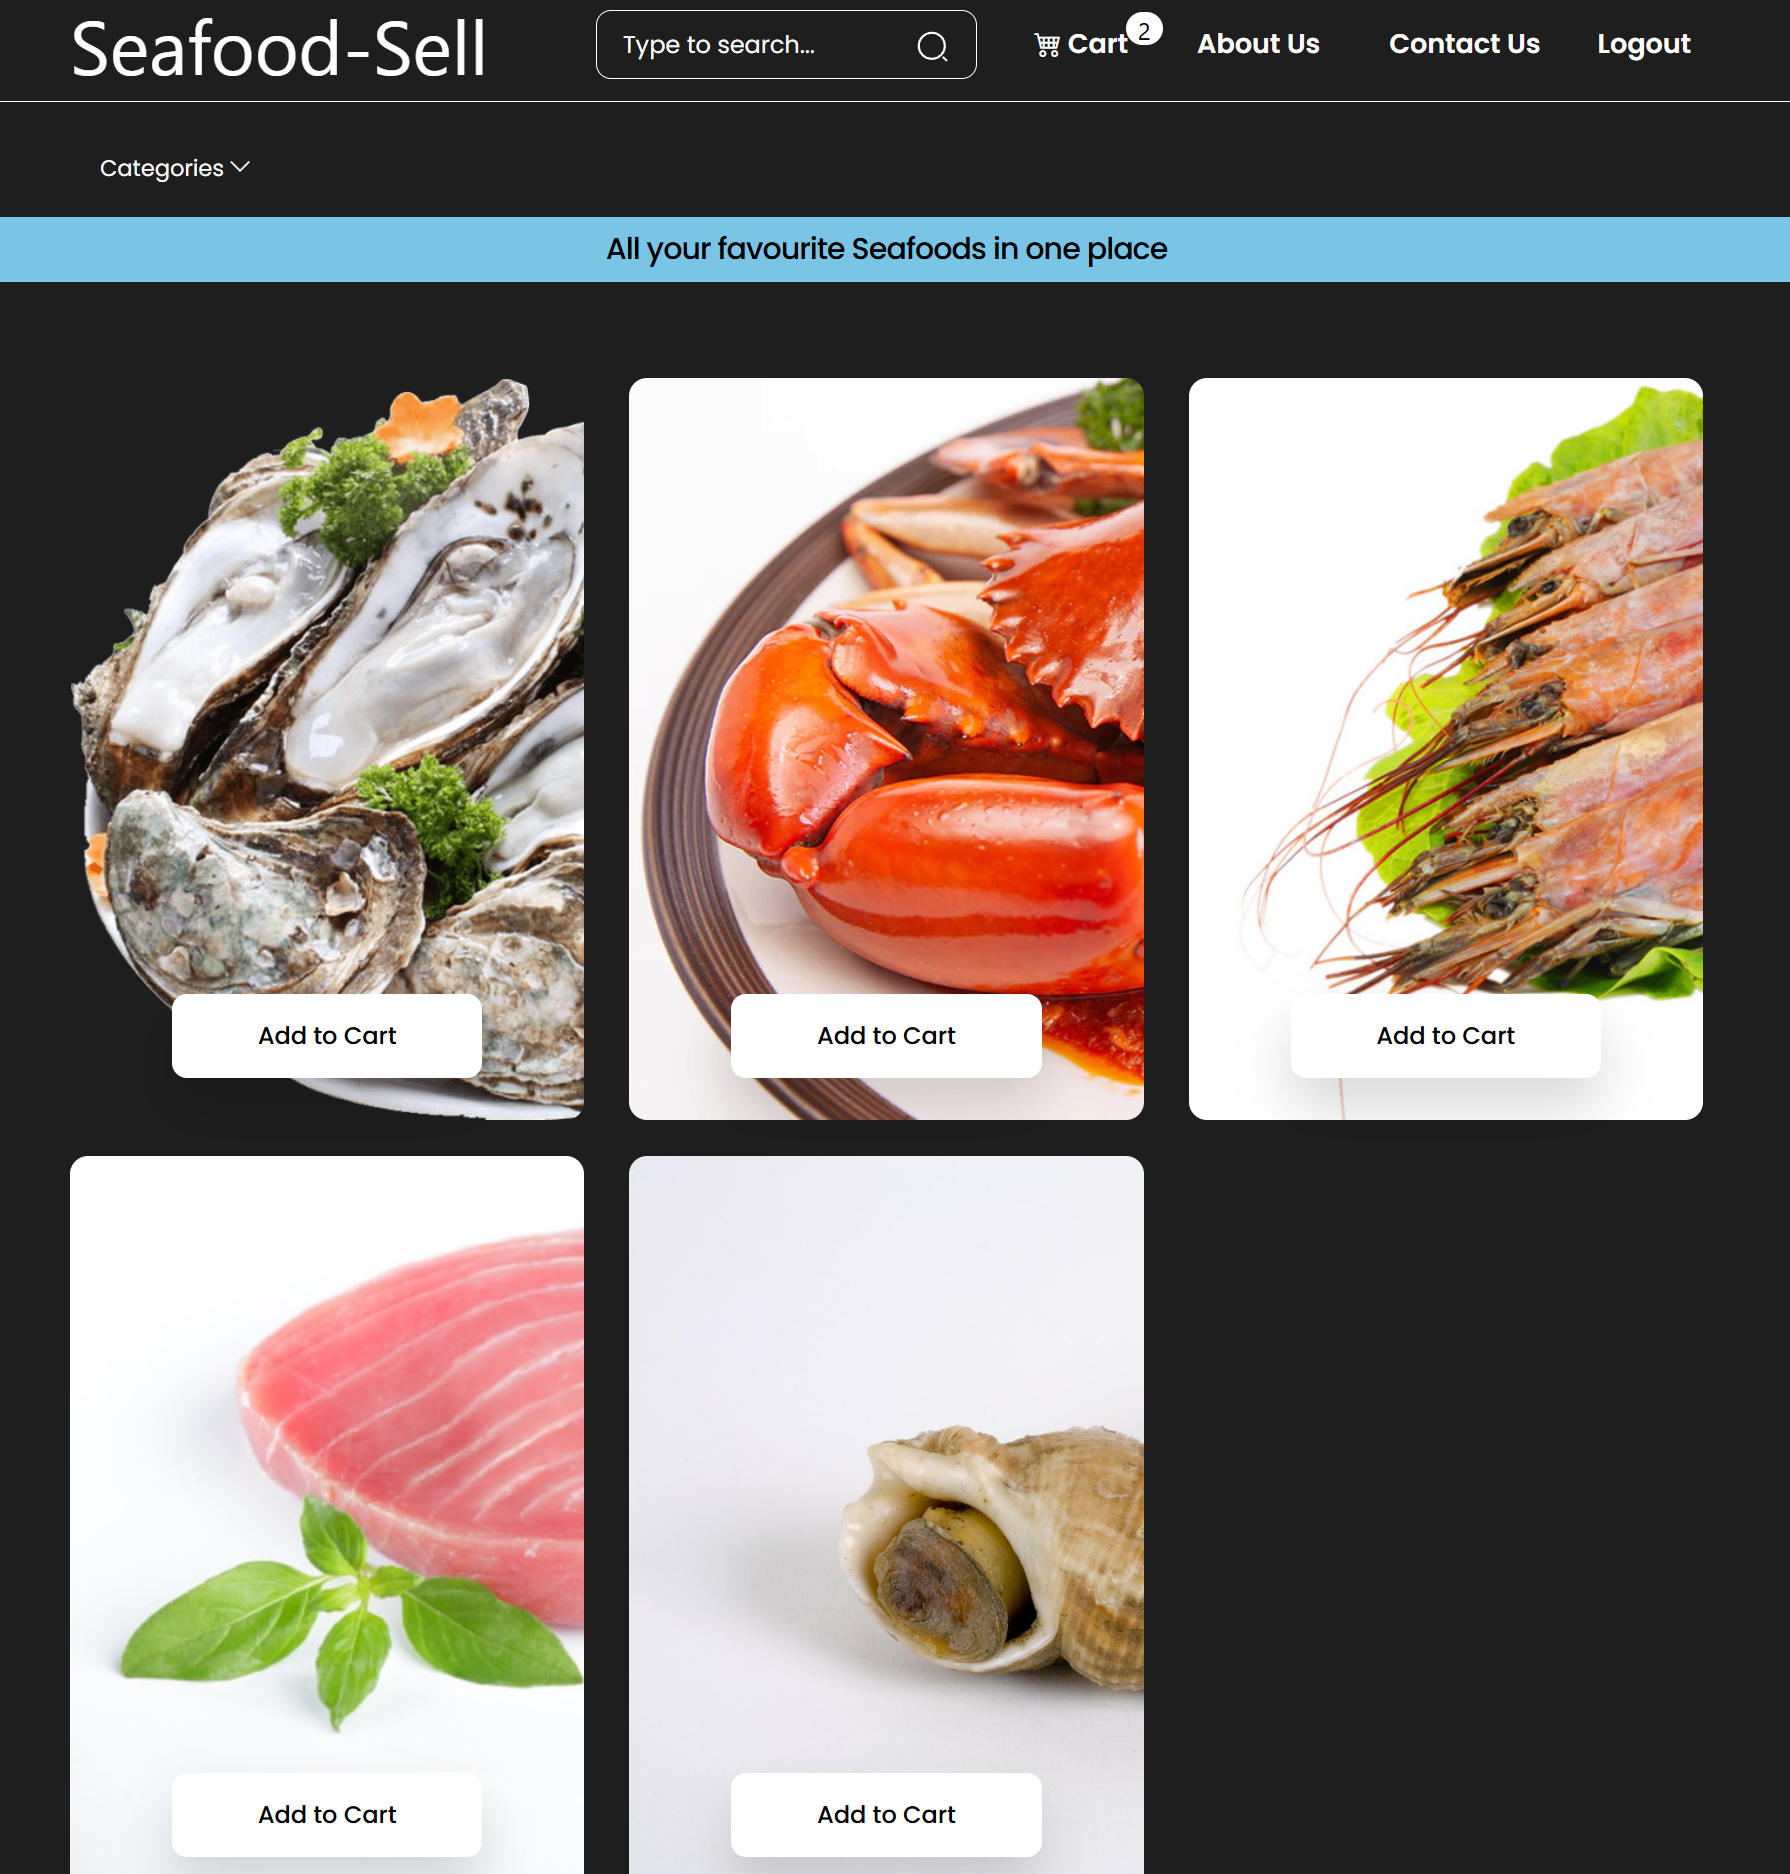 Seafood-Sell
Type to search...
Cart 2
About Us
Contact Us
Logout
Categories
All your favourite Seafoods in one place
Add to Cart
Add to Cart
Add to Cart
Add to Cart
Add to Cart